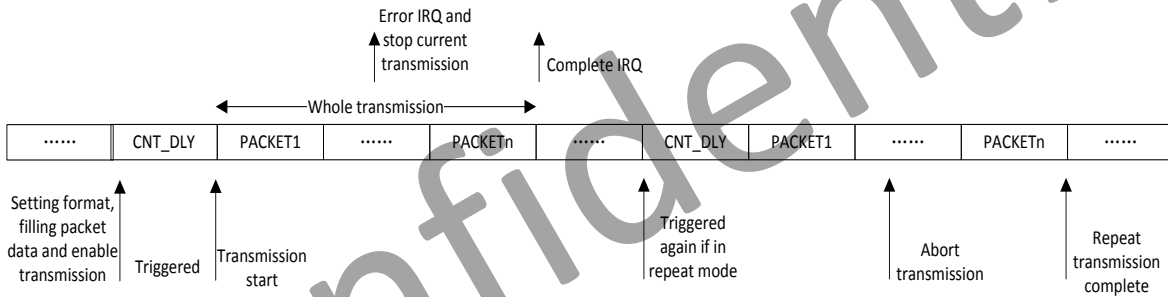 Error IRQ and
stop current
transmission
Complete IRQ
Whole transmission
......
CNT_DLY
PACKET1
......
PACKETn
......
CNT_DLY
PACKET1
......
PACKETn
......
Setting format,
filling packet
data and enable
transmission
Triggered
Transmission
start
Triggered
again if in
repeat mode
Abort
transmission
Repeat
transmission
complete
nfident